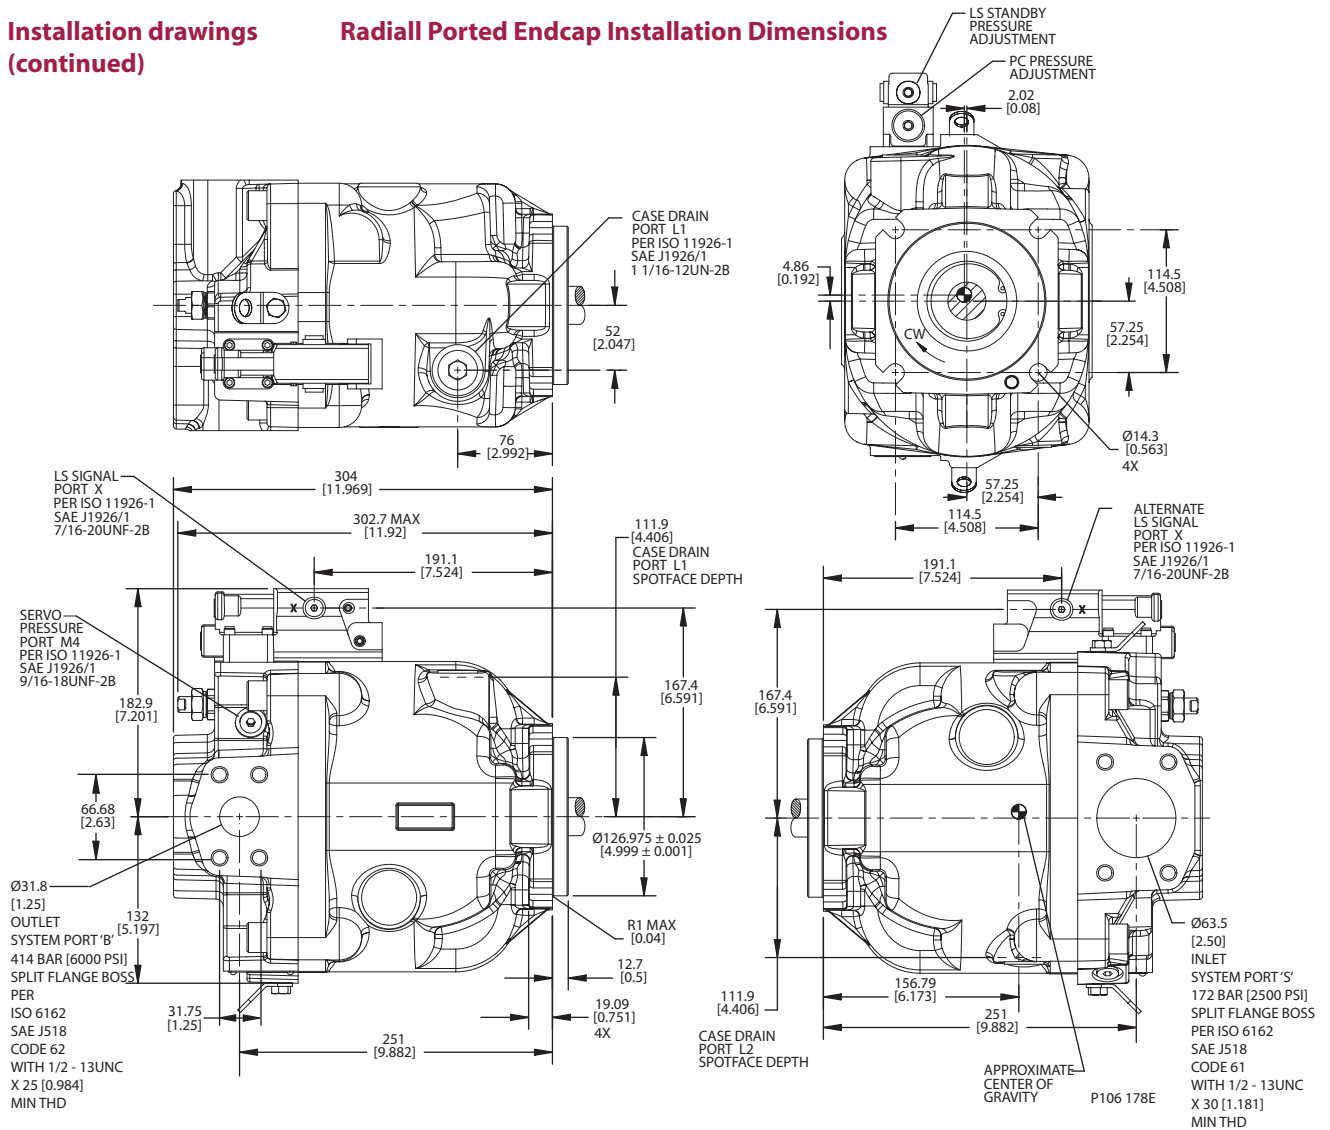 Installation drawings
(continued)
Radiall Ported Endcap Installation Dimensions
LS STANDBY
PRESSURE
ADJUSTMENT
PC PRESSURE
ADJUSTMENT
2.02
[0.08]
CASE DRAIN
PORT L1
PER ISO 11926-1
SAE J1926/1
1 1/16-12UN-2B
52
[2.047]
76
[2.992]
4.86
[0.192]
CW
114.5
[4.508]
57.25
[2.254]
Ø14.3
[0.563]
4X
57.25
[2.254]
114.5
[4.508]
LS SIGNAL
PORT X
PER ISO 11926-1
SAE J1926/1
7/16-20UNF-2B
304
[11.969]
302.7 MAX
[11.92]
191.1
[7.524]
111.9
[4.406]
CASE DRAIN
PORT L1
SPOTFACE DEPTH
X
SERVO
PRESSURE
PORT M4
PER ISO 11926-1
SAE J1926/1
9/16-18UNF-2B
182.9
[7.201]
167.4
[6.591]
66.68
[2.63]
Ø126.975 ± 0.025
[4.999 ± 0.001]
Ø31.8
[1.25]
OUTLET
SYSTEM PORT ‘B’
414 BAR [6000 PSI]
SPLIT FLANGE BOSS
PER
ISO 6162
SAE J518
CODE 62
WITH 1/2 - 13UNC
X 25 [0.984]
MIN THD
132
[5.197]
31.75
[1.25]
251
[9.882]
R1 MAX
[0.04]
12.7
[0.5]
19.09
[0.751]
4X
ALTERNATE
LS SIGNAL
PORT X
PER ISO 11926-1
SAE J1926/1
7/16-20UNF-2B
191.1
[7.524]
X
167.4
[6.591]
111.9
[4.406]
CASE DRAIN
PORT L2
SPOTFACE DEPTH
156.79
[6.173]
251
[9.882]
APPROXIMATE
CENTER OF
GRAVITY
P106 178E
Ø63.5
[2.50]
INLET
SYSTEM PORT ‘S’
172 BAR [2500 PSI]
SPLIT FLANGE BOSS
PER ISO 6162
SAE J518
CODE 61
WITH 1/2 - 13UNC
X 30 [1.181]
MIN THD